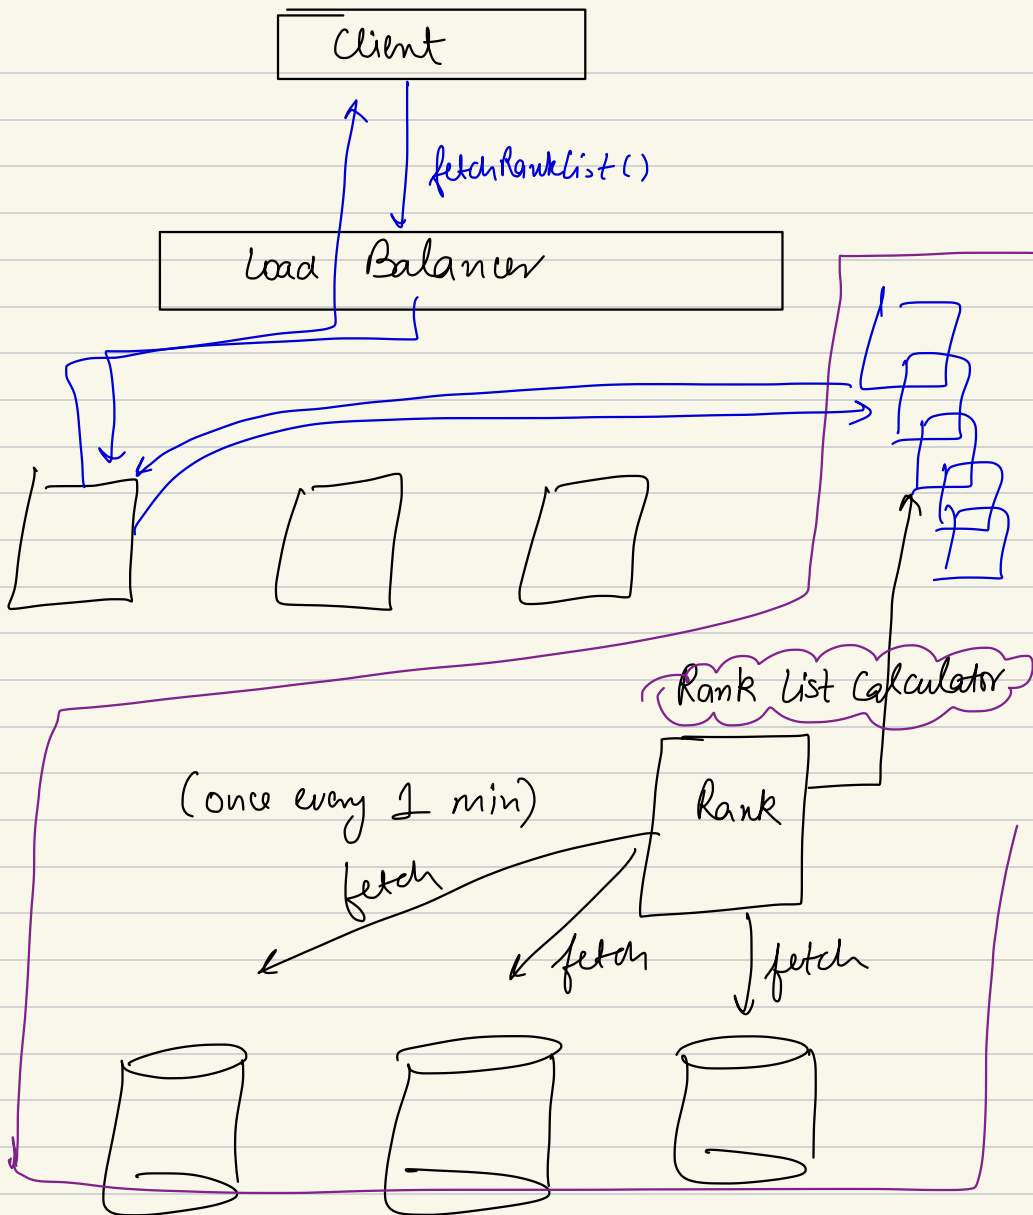 Client
fetchRankList()
Load Balancer
Rank List Calculator
(once every 1 min)
Rank
fetch
fetch
fetch